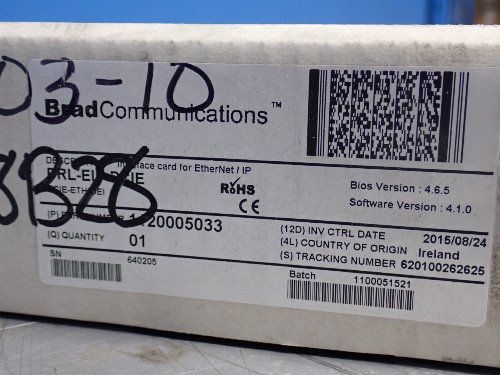 03-10
BradCommunications™
Interface card for EtherNet / IP
RoHS
CE
Bios Version : 4.6.5
Software Version : 4.1.0
8B28
1120005033
(Q) QUANTITY 01
(12D) INV CTRL DATE 2015/08/24
(4L) COUNTRY OF ORIGIN Ireland
(S) TRACKING NUMBER 620100262625
SN 640205
Batch 1100051521